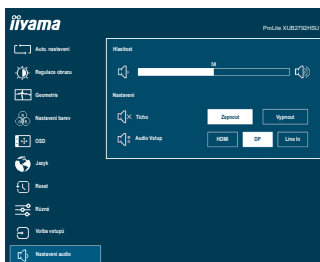 iiyama
ProLite XUB2792HSU
Auto. nastavení
Regulace obrazu
Geometrie
Nastavení barev
OSD
Jazyk
Reset
Různé
Volba vstupů
Nastavení audio
Hlasitost
50
Nastavení
Ticho
Zapnout
Vypnout
Audio Vstup
HDMI
DP
Line In